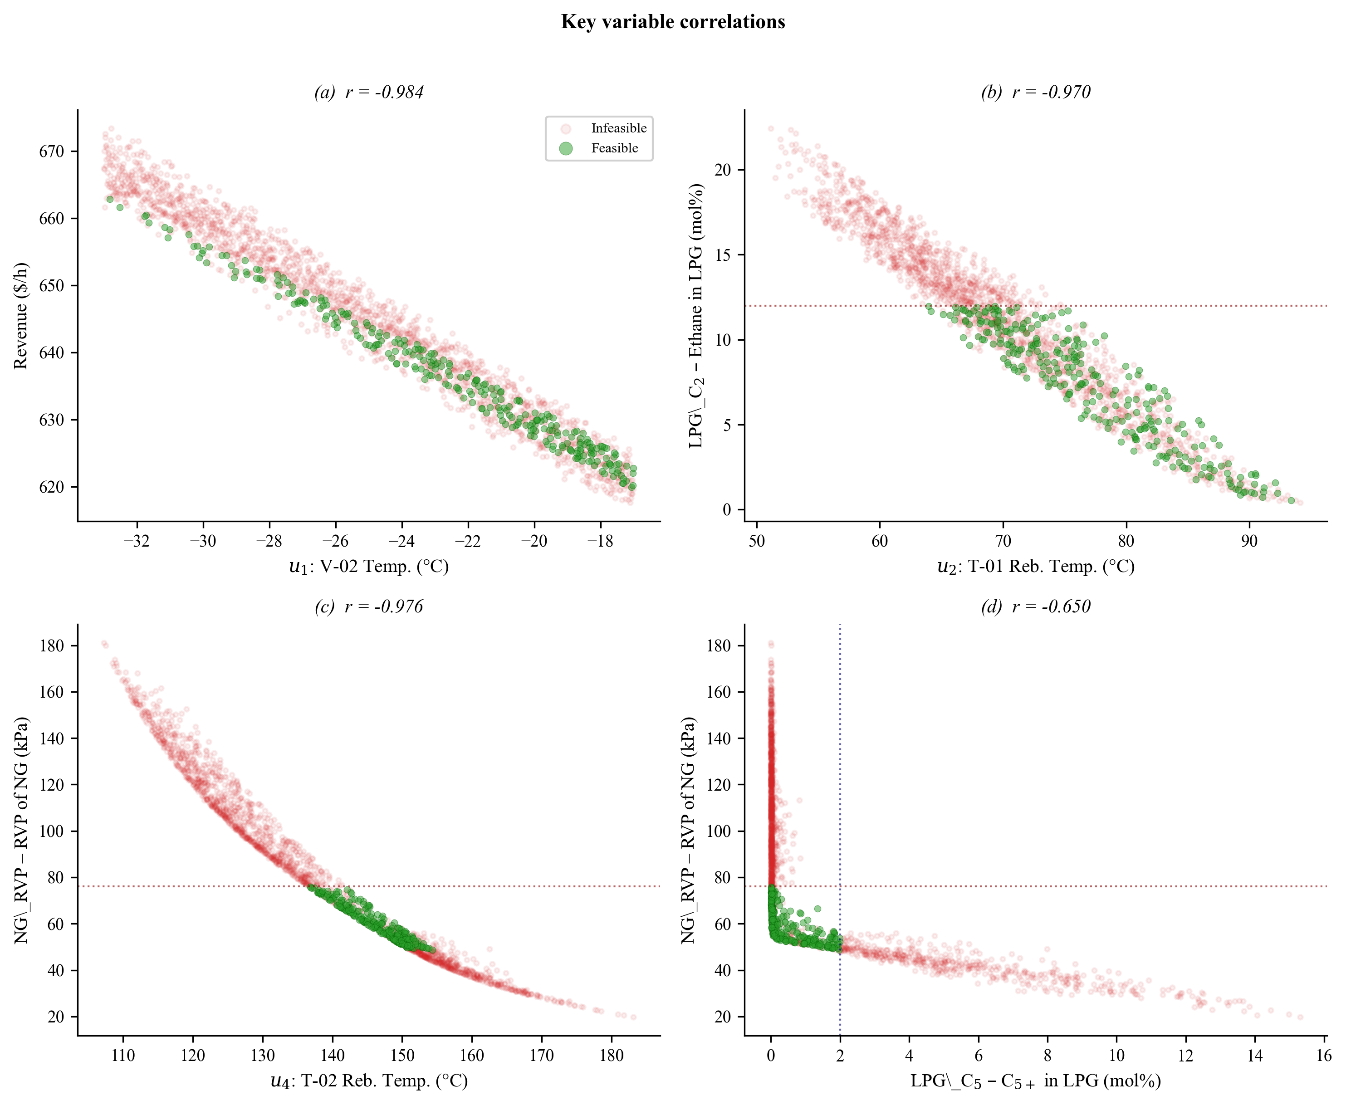 Key variable correlations
(a)  r = -0.984
Infeasible
Feasible
Revenue ($/h)
670
660
650
640
630
620
−32 −30 −28 −26 −24 −22 −20 −18
u₁: V-02 Temp. (°C)
(b)  r = -0.970
LPG\_C₂ – Ethane in LPG (mol%)
20
15
10
5
0
50 60 70 80 90
u₂: T-01 Reb. Temp. (°C)
(c)  r = -0.976
NG\_RVP – RVP of NG (kPa)
180
160
140
120
100
80
60
40
20
110 120 130 140 150 160 170 180
u₄: T-02 Reb. Temp. (°C)
(d)  r = -0.650
NG\_RVP – RVP of NG (kPa)
180
160
140
120
100
80
60
40
20
0 2 4 6 8 10 12 14 16
LPG\_C₅ – C₅₊ in LPG (mol%)